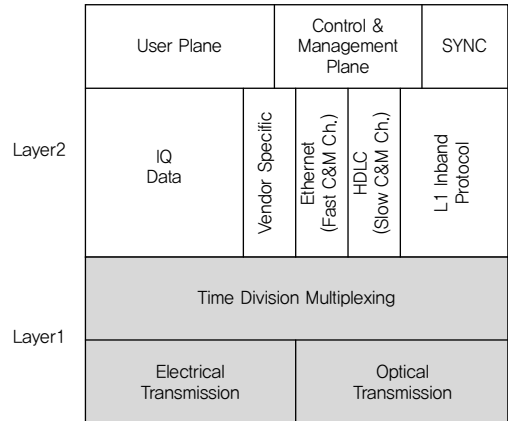 User Plane
Control &
Management
Plane
SYNC
Layer2
IQ
Data
Vendor Specific
Ethernet
(Fast C&M Ch.)
HDLC
(Slow C&M Ch.)
L1 Inband
Protocol
Time Division Multiplexing
Layer1
Electrical
Transmission
Optical
Transmission